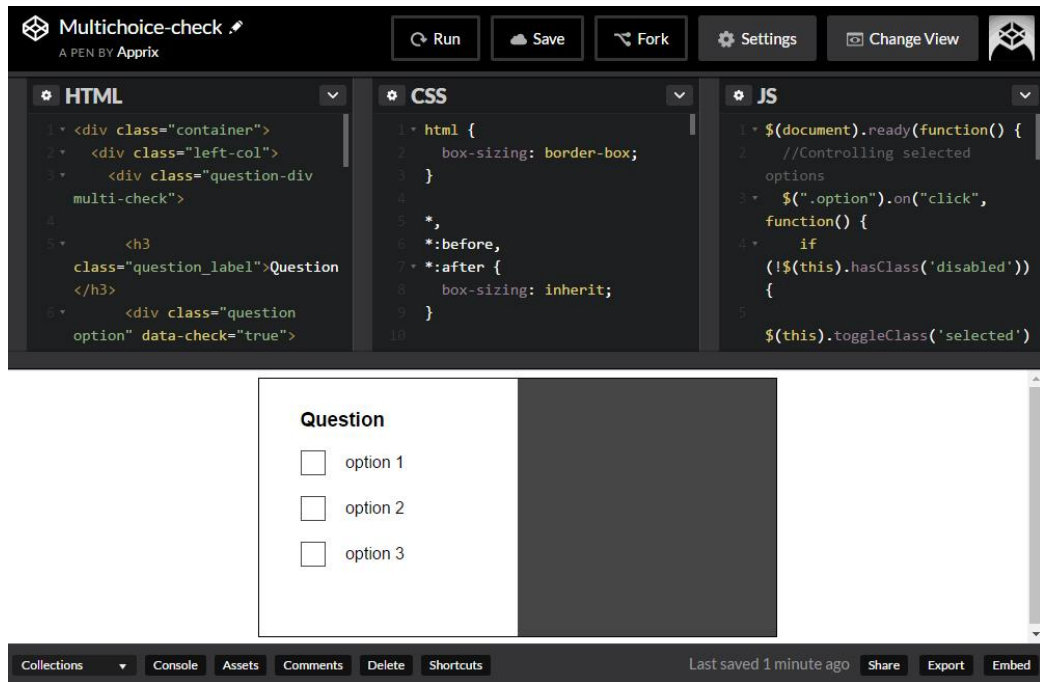 Multichoice-check
A PEN BY Apprix
Run
Save
Fork
Settings
Change View
HTML
1 <div class="container">
2 <div class="left-col">
3 <div class="question-div
multi-check">
4
5 <h3
class="question_label">Question
</h3>
6 <div class="question
option" data-check="true">
CSS
1 html {
2 box-sizing: border-box;
3 }
4
5 *,
6 *:before,
7 *:after {
8 box-sizing: inherit;
9 }
10
JS
1 $(document).ready(function() {
2 //Controlling selected
options
3 $(".option").on("click",
function() {
4 if
(!$(this).hasClass('disabled'))
{
5
$(this).toggleClass('selected')
Question
option 1
option 2
option 3
Collections
Console
Assets
Comments
Delete
Shortcuts
Last saved 1 minute ago
Share
Export
Embed